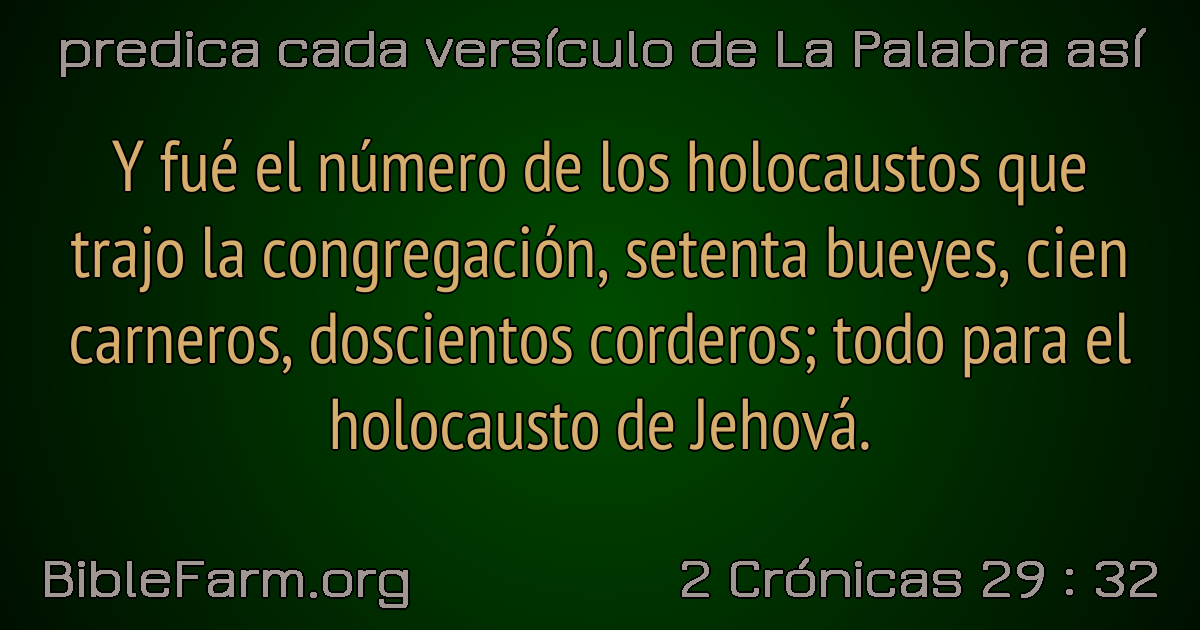 predica cada versículo de La Palabra así
Y fué el número de los holocaustos que
trajo la congregación, setenta bueyes, cien
carneros, doscientos corderos; todo para el
holocausto de Jehová.
BibleFarm.org
2 Crónicas 29 : 32